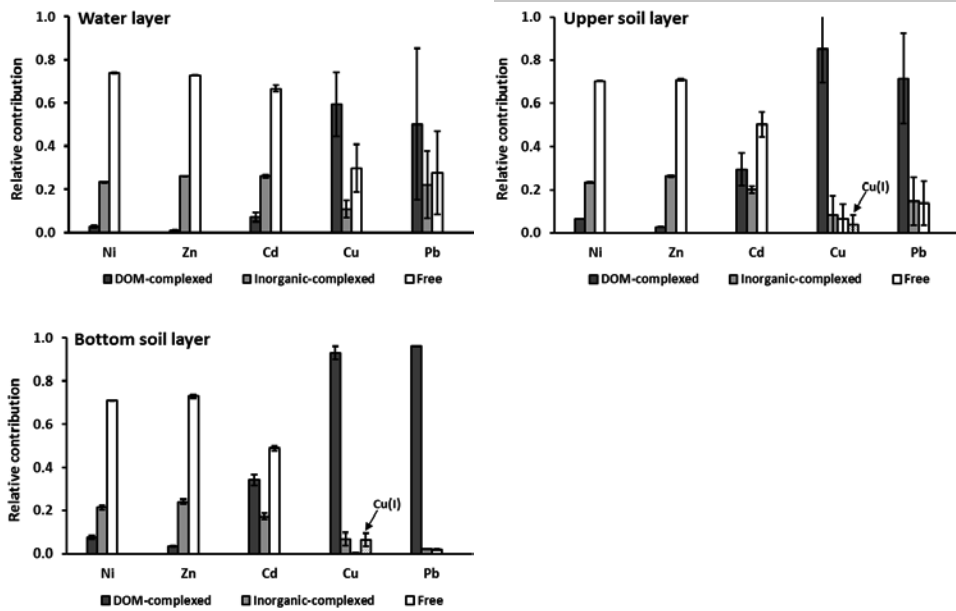 Water layer
Relative contribution
1.0
0.8
0.6
0.4
0.2
0.0
Ni Zn Cd Cu Pb
DOM-complexed Inorganic-complexed Free
Upper soil layer
Relative contribution
1.0
0.8
0.6
0.4
0.2
0.0
Cu(I)
Ni Zn Cd Cu Pb
DOM-complexed Inorganic-complexed Free
Bottom soil layer
Relative contribution
1.0
0.8
0.6
0.4
0.2
0.0
Cu(I)
Ni Zn Cd Cu Pb
DOM-complexed Inorganic-complexed Free